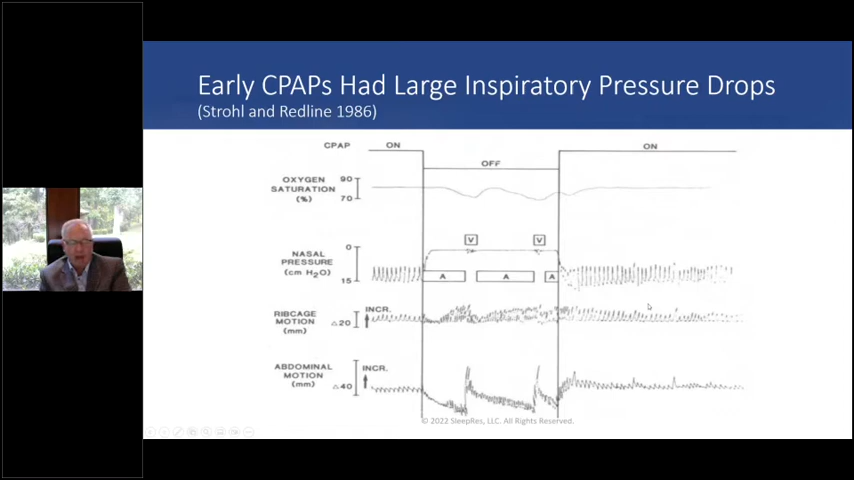 Early CPAPs Had Large Inspiratory Pressure Drops
(Strohl and Redline 1986)
CPAP ON OFF ON
OXYGEN SATURATION (%) 90 70
V V
NASAL PRESSURE (cm H₂O) 0 15
A A A
RIBCAGE MOTION (mm) INCR. △20
ABDOMINAL MOTION (mm) INCR. △40
© 2022 SleepRes, LLC. All Rights Reserved.